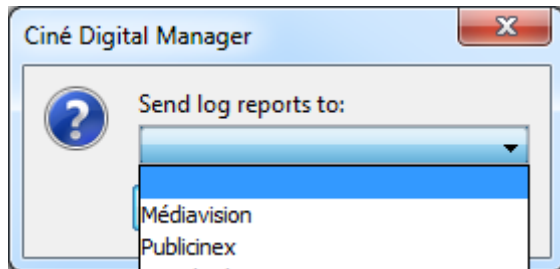 Ciné Digital Manager
Send log reports to:
Médiavision
Publicinex